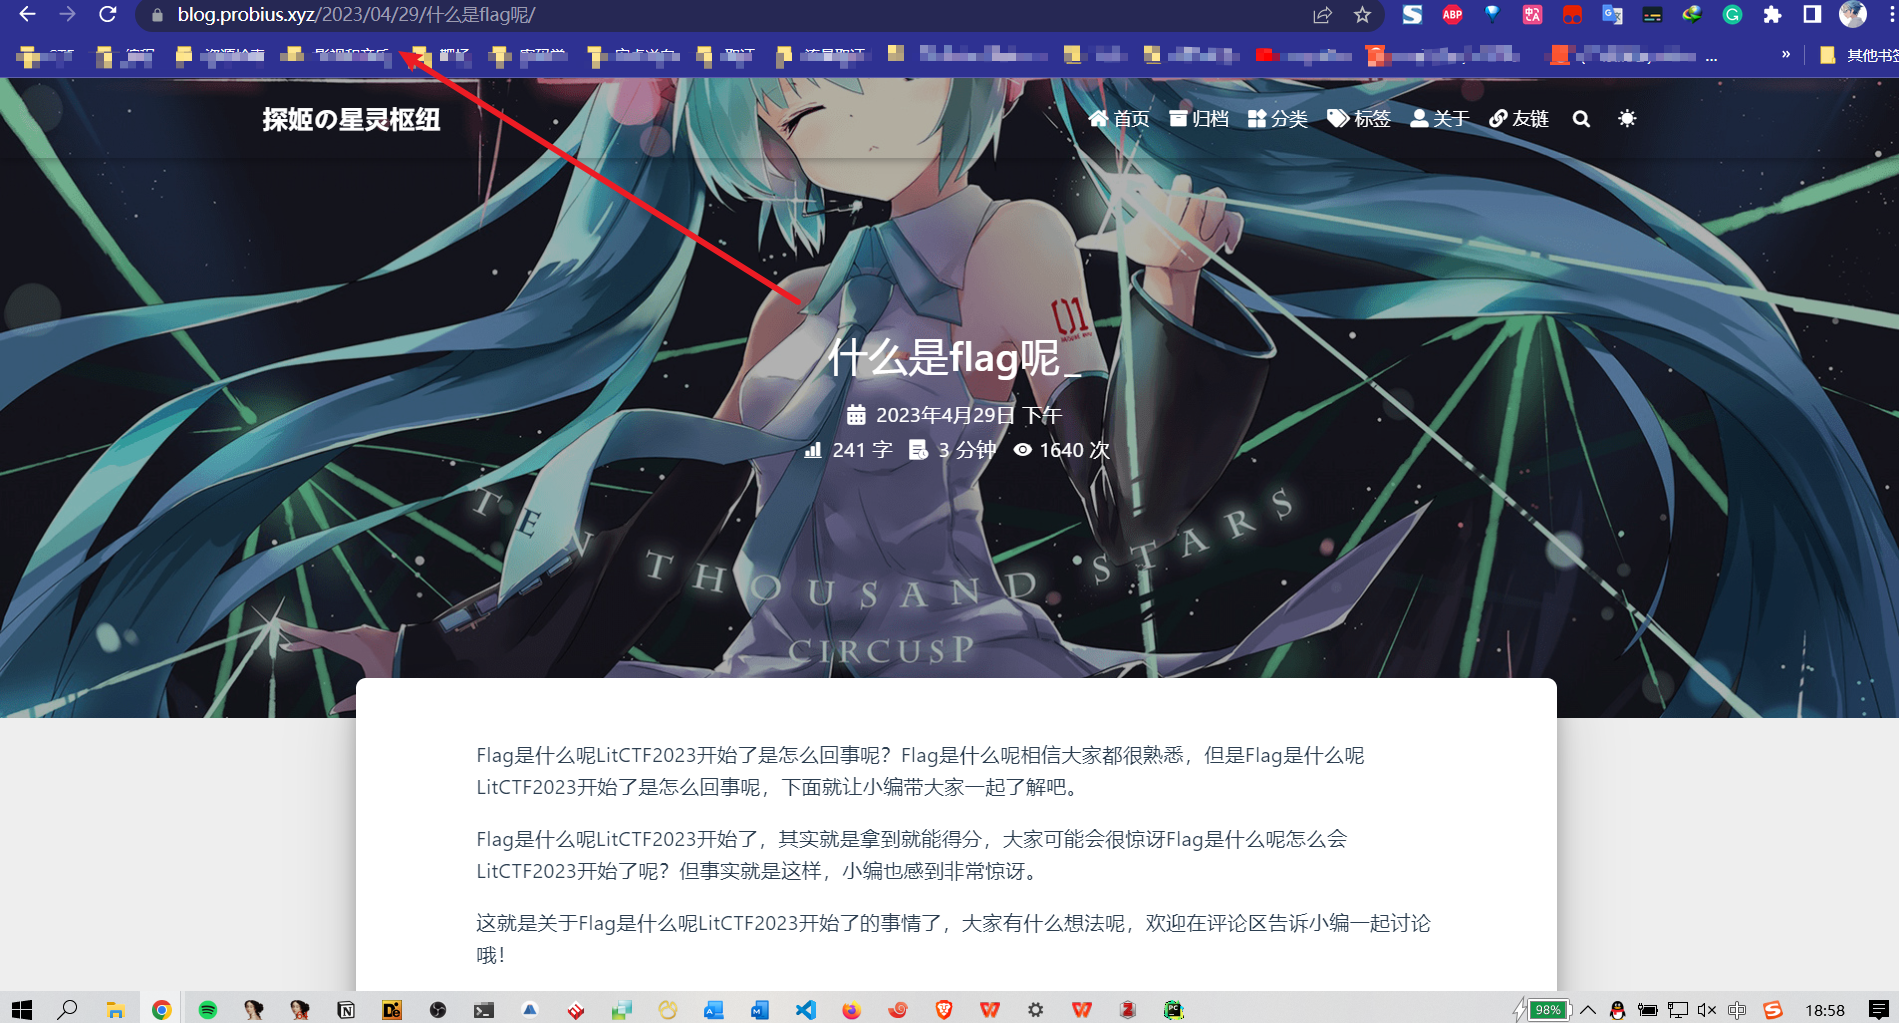 blog.probius.xyz/2023/04/29/什么是flag呢/
ABP
其他书签
探姬の星灵枢纽
首页 归档 分类 标签 关于 友链
01
什么是flag呢_
2023年4月29日 下午
241 字 3 分钟 1640 次
TEN THOUSAND STARS
CIRCUSP
Flag是什么呢LitCTF2023开始了是怎么回事呢？Flag是什么呢相信大家都很熟悉，但是Flag是什么呢
LitCTF2023开始了是怎么回事呢，下面就让小编带大家一起了解吧。
Flag是什么呢LitCTF2023开始了，其实就是拿到就能得分，大家可能会很惊讶Flag是什么呢怎么会
LitCTF2023开始了呢？但事实就是这样，小编也感到非常惊讶。
这就是关于Flag是什么呢LitCTF2023开始了的事情了，大家有什么想法呢，欢迎在评论区告诉小编一起讨论
哦！
98% 中 18:58